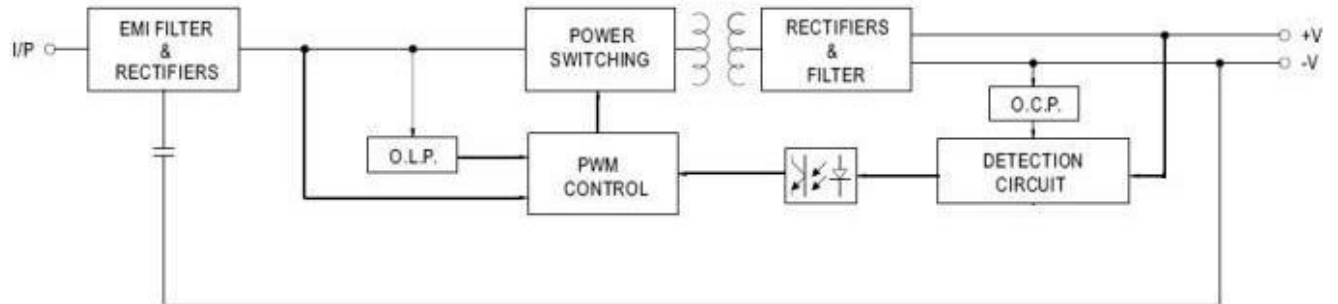 I/P
EMI FILTER
&
RECTIFIERS
POWER
SWITCHING
RECTIFIERS
&
FILTER
+V
-V
O.C.P.
O.L.P.
PWM
CONTROL
DETECTION
CIRCUIT